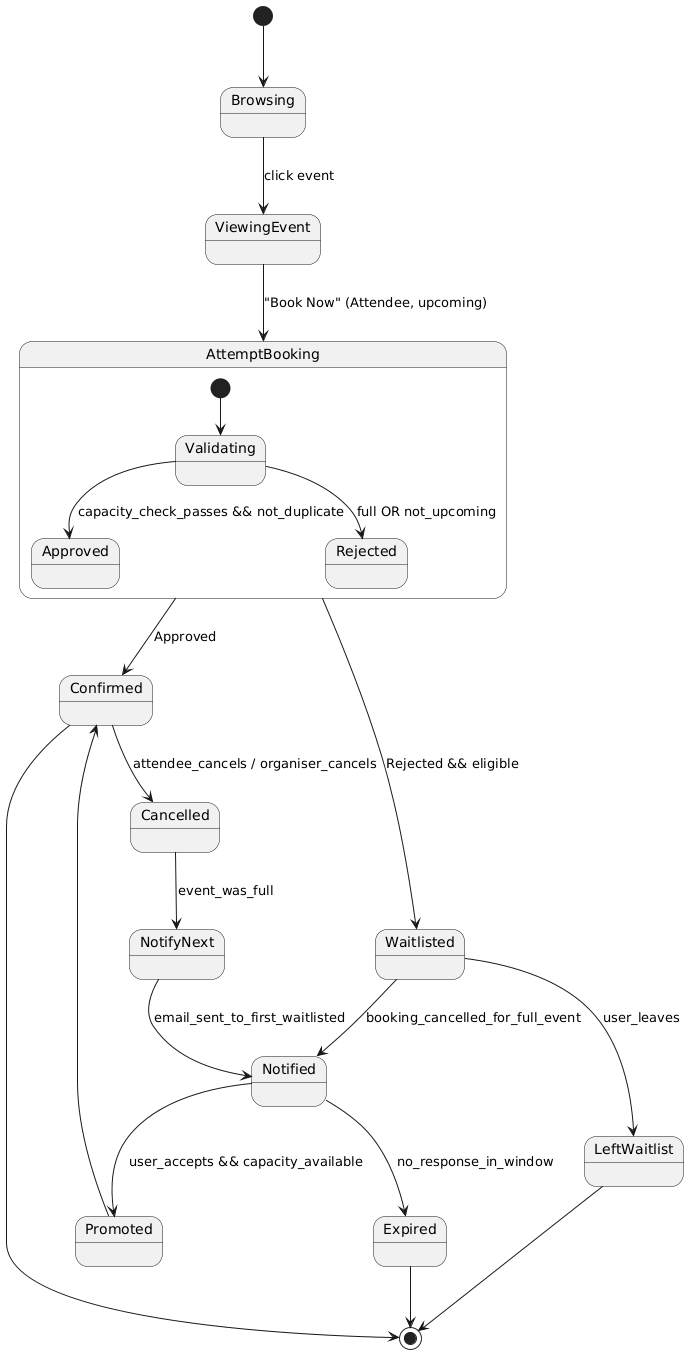 Browsing
click event
ViewingEvent
"Book Now" (Attendee, upcoming)
AttemptBooking
Validating
capacity_check_passes && not_duplicate
full OR not_upcoming
Approved
Rejected
Approved
Confirmed
attendee_cancels / organiser_cancels
Rejected && eligible
Cancelled
event_was_full
NotifyNext
Waitlisted
email_sent_to_first_waitlisted
booking_cancelled_for_full_event
user_leaves
Notified
user_accepts && capacity_available
no_response_in_window
LeftWaitlist
Promoted
Expired